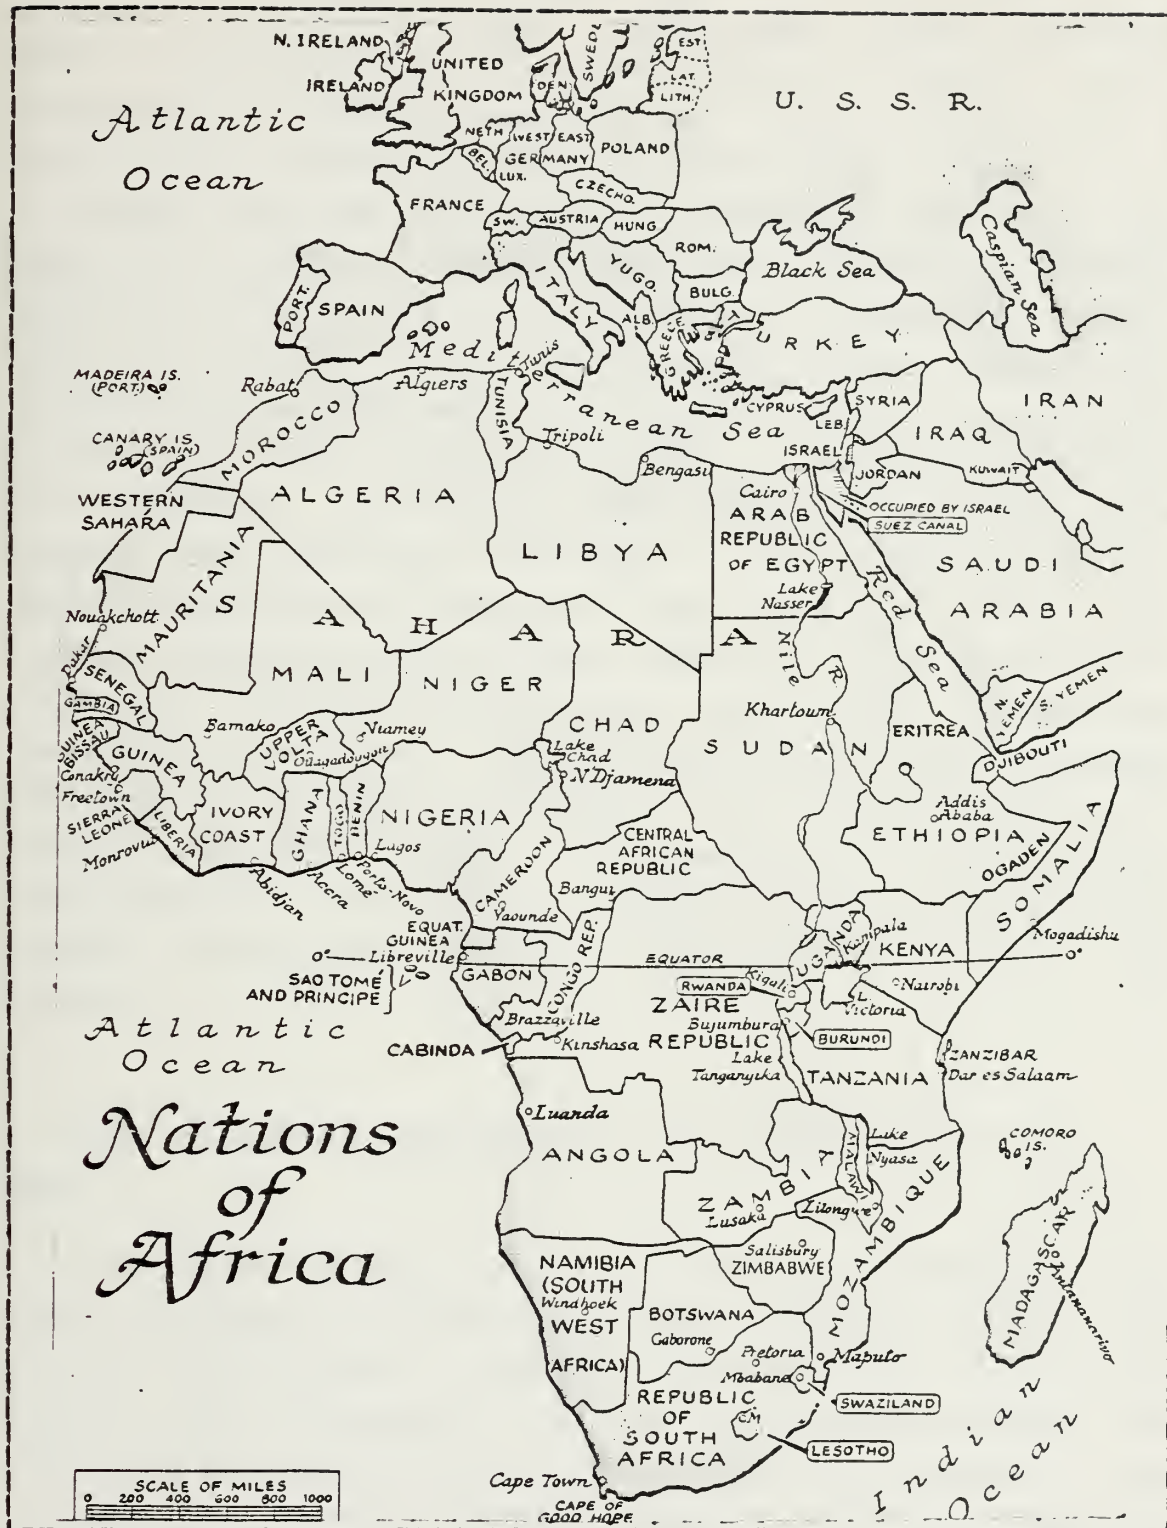 N. IRELAND
IRELAND
UNITED
KINGDOM
DEN.
SWED.
EST.
LAT.
LITH.
U. S. S. R.
Atlantic
Ocean
NETH.
BEL.
LUX.
WEST EAST
GERMANY
POLAND
CZECHO.
FRANCE
SW.
AUSTRIA
HUNG.
ROM.
YUGO.
BULG.
ITALY
ALB.
GREECE
TURKEY
Black Sea
Caspian Sea
PORT.
SPAIN
Mediterranean Sea
MADEIRA IS.
(PORT.)
Rabat
Algiers
Tunis
TUNISIA
MOROCCO
CANARY IS.
(SPAIN)
Tripoli
Bengasi
CYPRUS
SYRIA
LEB.
ISRAEL
JORDAN
IRAQ
IRAN
KUWAIT
WESTERN
SAHARA
ALGERIA
LIBYA
Cairo
ARAB
REPUBLIC
OF EGYPT
Lake
Nasser
OCCUPIED BY ISRAEL
SUEZ CANAL
SAUDI
ARABIA
Red Sea
SAHARA
Nile R.
MAURITANIA
Nouakchott
Dakar
SENEGAL
GAMBIA
GUINEA
BISSAU
MALI
NIGER
CHAD
SUDAN
Khartoum
ERITREA
N.
YEMEN
S. YEMEN
DJIBOUTI
Bamako
UPPER
VOLTA
Ouagadougou
Niamey
Lake
Chad
N'Djamena
GUINEA
Conakry
Freetown
SIERRA
LEONE
LIBERIA
Monrovia
IVORY
COAST
GHANA
TOGO
BENIN
NIGERIA
Lagos
Porto-Novo
Lome
Accra
Abidjan
CAMEROON
Yaounde
CENTRAL
AFRICAN
REPUBLIC
Bangui
Addis
Ababa
ETHIOPIA
OGADEN
SOMALIA
Mogadishu
EQUAT.
GUINEA
0°
Libreville
GABON
CONGO REP.
EQUATOR
UGANDA
Kampala
KENYA
0°
SAO TOMÉ
AND PRINCIPE
Kigali
RWANDA
ZAIRE
REPUBLIC
Bujumbura
BURUNDI
L.
Victoria
Nairobi
Brazzaville
Kinshasa
CABINDA
Lake
Tanganyika
TANZANIA
ZANZIBAR
Dar es Salaam
Atlantic
Ocean
Nations
of
Africa
Luanda
ANGOLA
ZAMBIA
Lusaka
MALAWI
Lake
Nyasa
Lilongwe
COMORO
IS.
MOZAMBIQUE
MADAGASCAR
Antananarivo
NAMIBIA
(SOUTH
Windhoek
WEST
AFRICA)
Salisbury
ZIMBABWE
BOTSWANA
Gaborone
Pretoria
Mbabane
Maputo
SWAZILAND
REPUBLIC
OF
SOUTH
AFRICA
LESOTHO
Cape Town
CAPE OF
GOOD HOPE
Indian
Ocean
SCALE OF MILES
0 200 400 600 800 1000